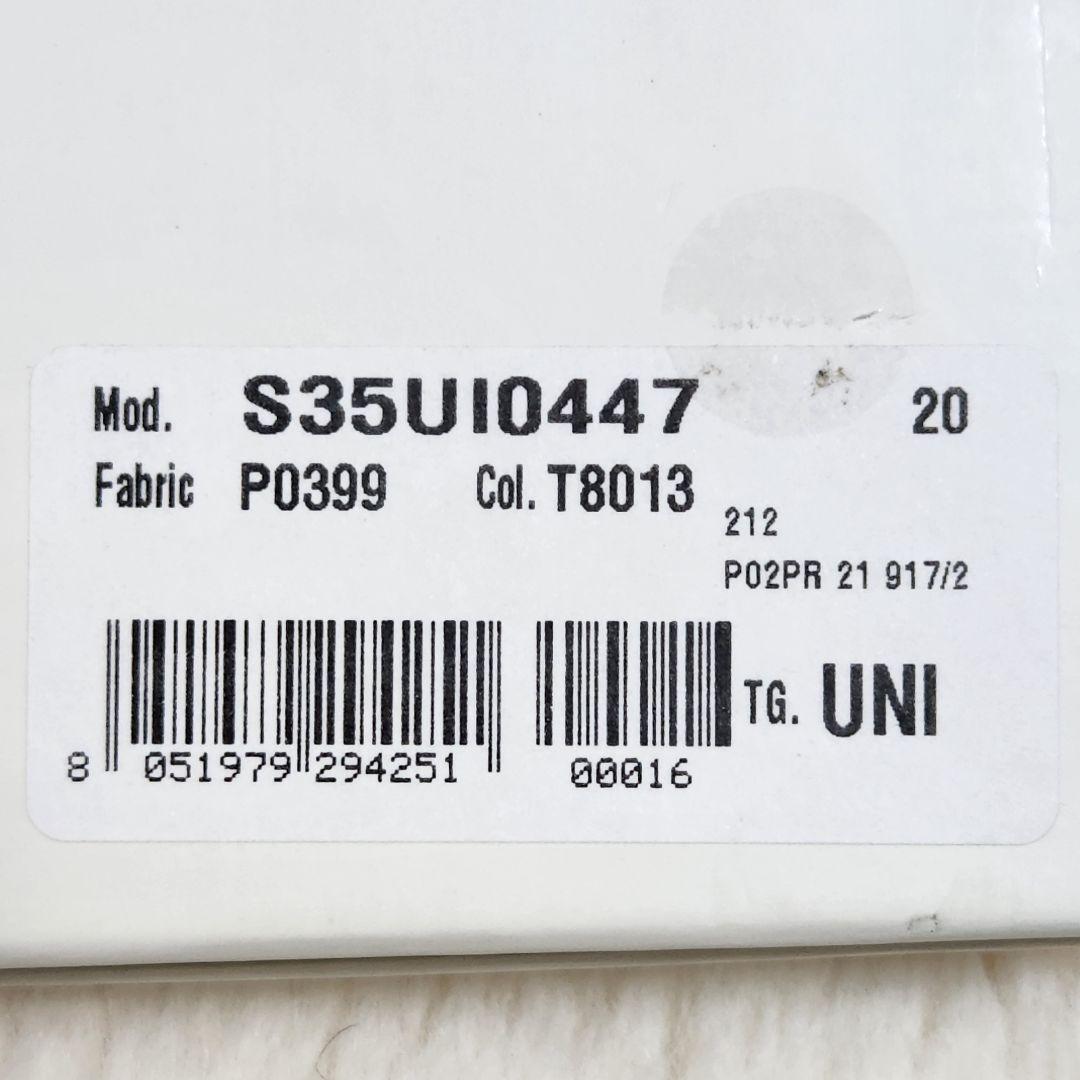 Mod. S35UI0447 20
Fabric P0399 Col. T8013
212
P02PR 21 917/2
TG. UNI
8 051979 294251 00016